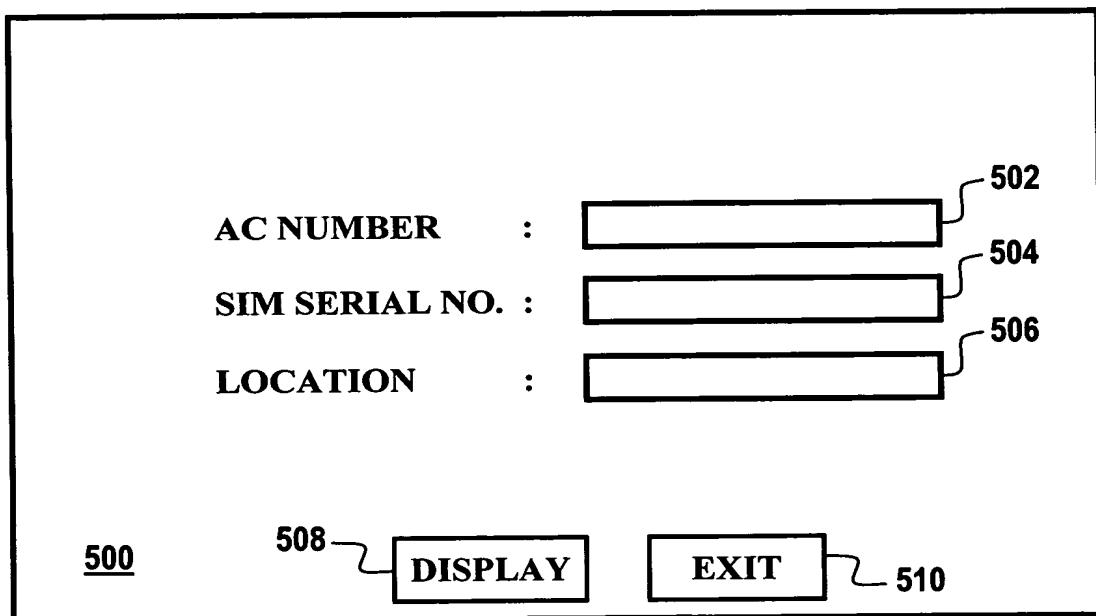 502
AC NUMBER :
504
SIM SERIAL NO. :
506
LOCATION :
500 508 DISPLAY EXIT 510